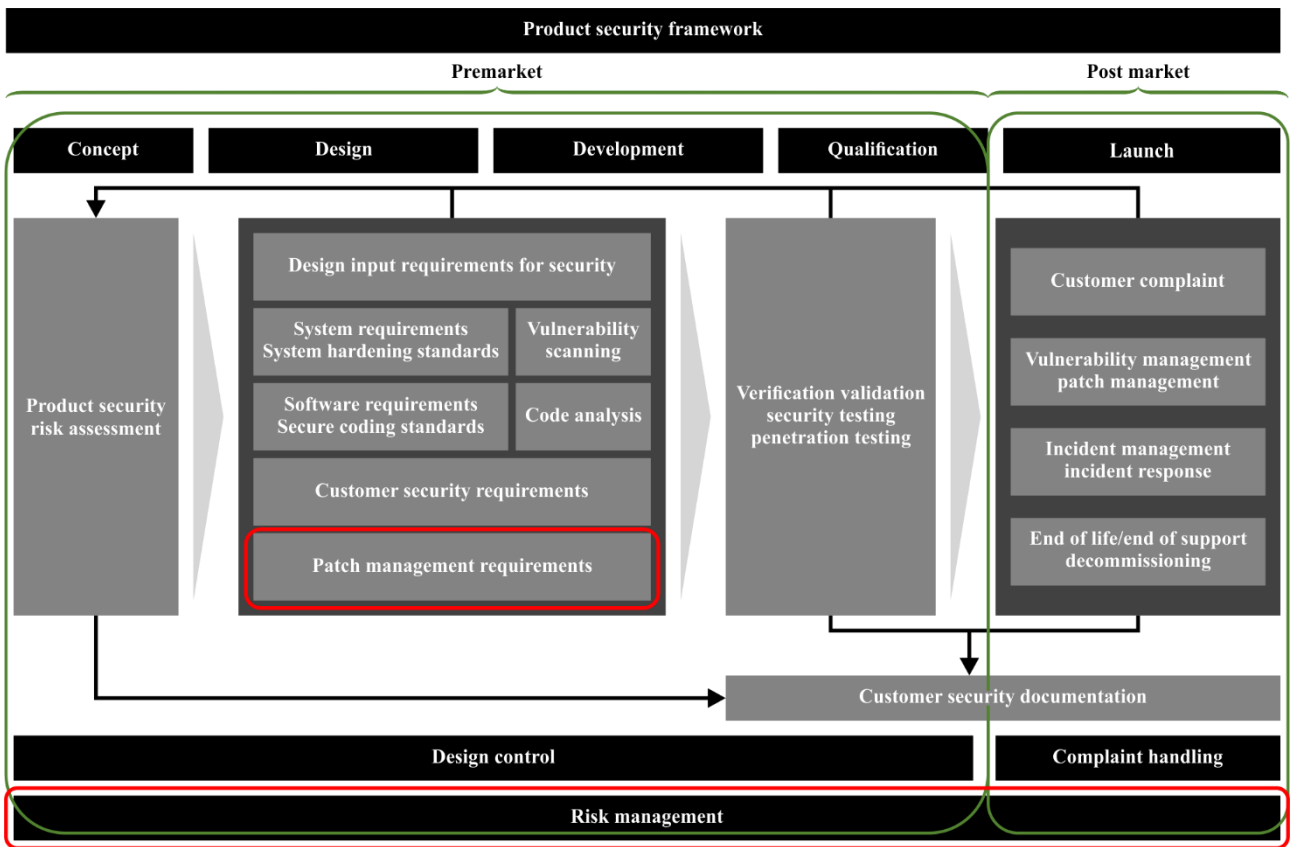 Product security framework
Premarket
Post market
Concept
Design
Development
Qualification
Launch
Product security
risk assessment
Design input requirements for security
System requirements
System hardening standards
Vulnerability
scanning
Software requirements
Secure coding standards
Code analysis
Customer security requirements
Patch management requirements
Verification validation
security testing
penetration testing
Customer complaint
Vulnerability management
patch management
Incident management
incident response
End of life/end of support
decommissioning
Customer security documentation
Design control
Complaint handling
Risk management